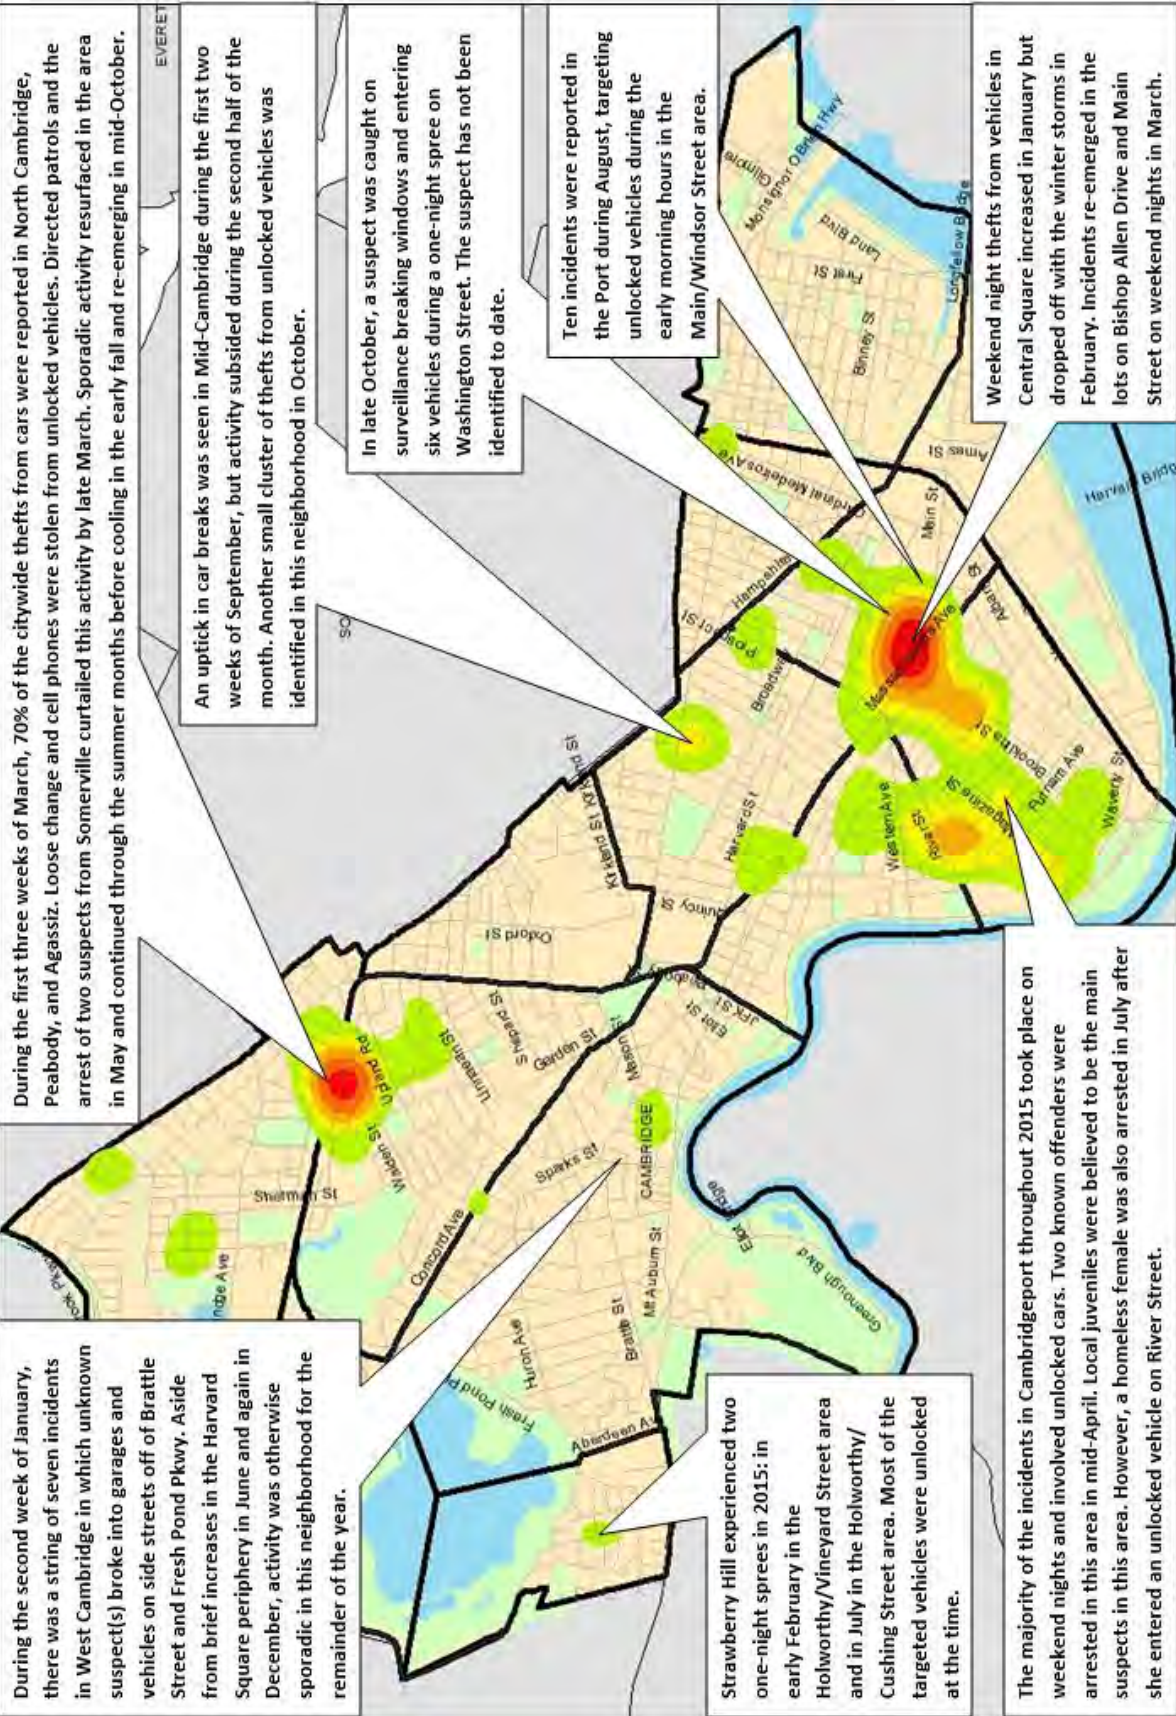 During the first three weeks of March, 70% of the citywide thefts from cars were reported in North Cambridge,
Peabody, and Agassiz. Loose change and cell phones were stolen from unlocked vehicles. Directed patrols and the
arrest of two suspects from Somerville curtailed this activity by late March. Sporadic activity resurfaced in the area
in May and continued through the summer months before cooling in the early fall and re-emerging in mid-October.
During the second week of January,
there was a string of seven incidents
in West Cambridge in which unknown
suspect(s) broke into garages and
vehicles on side streets off of Brattle
Street and Fresh Pond Pkwy. Aside
from brief increases in the Harvard
Square periphery in June and again in
December, activity was otherwise
sporadic in this neighborhood for the
remainder of the year.
An uptick in car breaks was seen in Mid-Cambridge during the first two
weeks of September, but activity subsided during the second half of the
month. Another small cluster of thefts from unlocked vehicles was
identified in this neighborhood in October.
In late October, a suspect was caught on
surveillance breaking windows and entering
six vehicles during a one-night spree on
Washington Street. The suspect has not been
identified to date.
Ten incidents were reported in
the Port during August, targeting
unlocked vehicles during the
early morning hours in the
Main/Windsor Street area.
Weekend night thefts from vehicles in
Central Square increased in January but
dropped off with the winter storms in
February. Incidents re-emerged in the
lots on Bishop Allen Drive and Main
Street on weekend nights in March.
Strawberry Hill experienced two
one-night sprees in 2015: in
early February in the
Holworthy/Vineyard Street area
and in July in the Holworthy/
Cushing Street area. Most of the
targeted vehicles were unlocked
at the time.
The majority of the incidents in Cambridgeport throughout 2015 took place on
weekend nights and involved unlocked cars. Two known offenders were
arrested in this area in mid-April. Local juveniles were believed to be the main
suspects in this area. However, a homeless female was also arrested in July after
she entered an unlocked vehicle on River Street.
EVERET
SO
ook Pk
ndge Ave
Sherman St
Walden St
Upland Rd
Linnaean St
Shepard St
Garden St
Oxford St
Concord Ave
Sparks St
Mason St
CAMBRIDGE
Huron Ave
Fresh Pond P
Brattle St
Mt Auburn St
Aberdeen Av
Greenough Blvd
Eliot St
JFK St
Quincy St
Kirkland St
Harvard St
Broadway
Prospect St
Hampshire
Cardinal Medeiros Ave
Binney St
First St
Land Blvd
Gilmore
Monsignor O'Brien Hwy
Longfellow Bridge
Ames St
Main St
Albany St
Harvard Bridg
Western Ave
River St
Magazine St
Brookline St
Putnam Ave
Waverly St